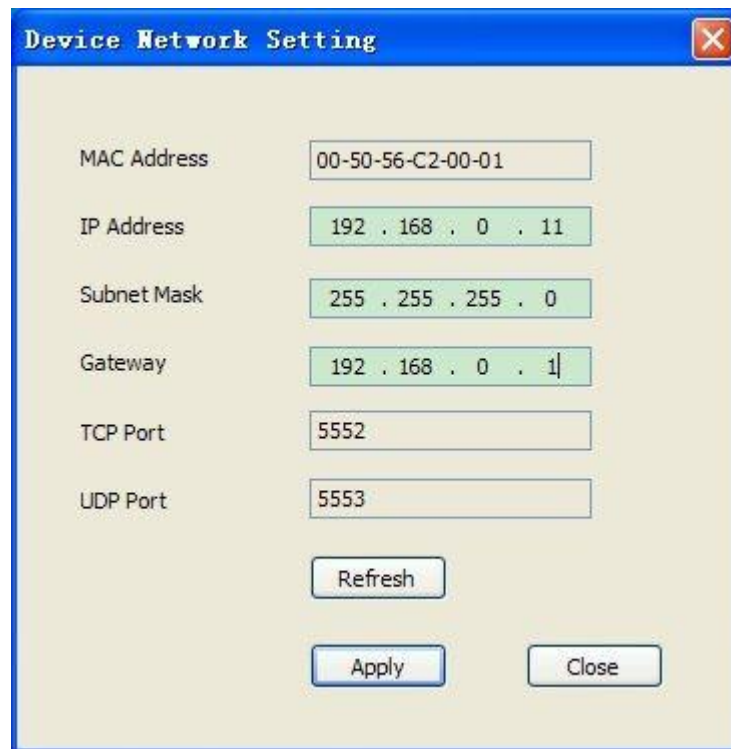 Device Network Setting
MAC Address 00-50-56-C2-00-01
IP Address 192 . 168 . 0 . 11
Subnet Mask 255 . 255 . 255 . 0
Gateway 192 . 168 . 0 . 1
TCP Port 5552
UDP Port 5553
Refresh
Apply Close